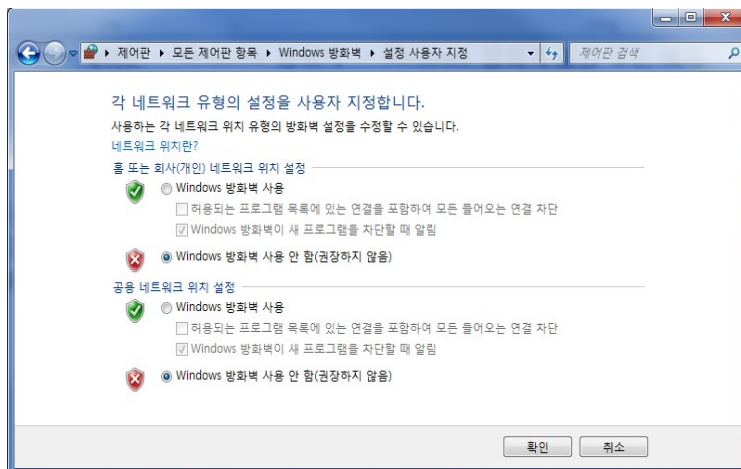 제어판 ▸ 모든 제어판 항목 ▸ Windows 방화벽 ▸ 설정 사용자 지정
제어판 검색
각 네트워크 유형의 설정을 사용자 지정합니다.
사용하는 각 네트워크 위치 유형의 방화벽 설정을 수정할 수 있습니다.
네트워크 위치란?
홈 또는 회사(개인) 네트워크 위치 설정
Windows 방화벽 사용
허용되는 프로그램 목록에 있는 연결을 포함하여 모든 들어오는 연결 차단
Windows 방화벽이 새 프로그램을 차단할 때 알림
Windows 방화벽 사용 안 함(권장하지 않음)
공용 네트워크 위치 설정
Windows 방화벽 사용
허용되는 프로그램 목록에 있는 연결을 포함하여 모든 들어오는 연결 차단
Windows 방화벽이 새 프로그램을 차단할 때 알림
Windows 방화벽 사용 안 함(권장하지 않음)
확인
취소